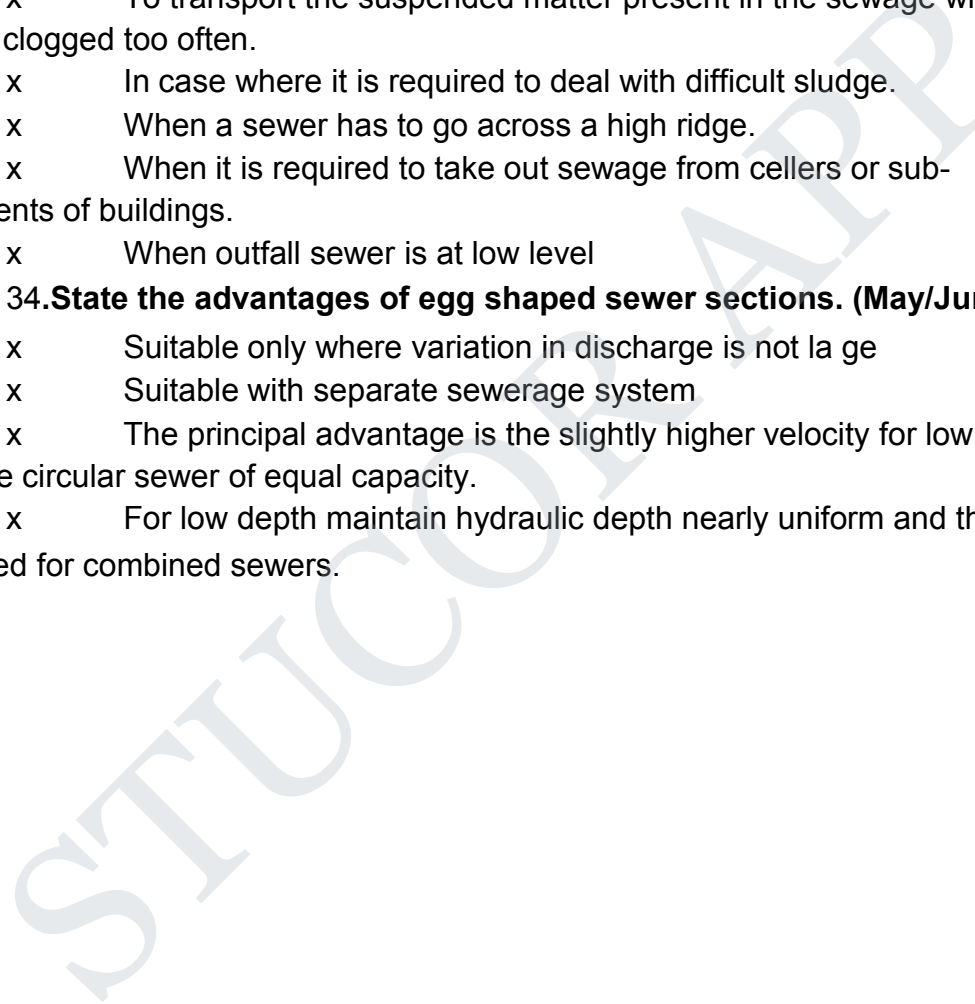 x To transport the suspended matter present in the sewage
clogged too often.
x In case where it is required to deal with difficult sludge.
x When a sewer has to go across a high ridge.
x When it is required to take out sewage from cellers or sub-
ents of buildings.
x When outfall sewer is at low level
34.State the advantages of egg shaped sewer sections. (May/Jun
x Suitable only where variation in discharge is not la ge
x Suitable with separate sewerage system
x The principal advantage is the slightly higher velocity for low
e circular sewer of equal capacity.
x For low depth maintain hydraulic depth nearly uniform and th
ed for combined sewers.
STUCOR APP